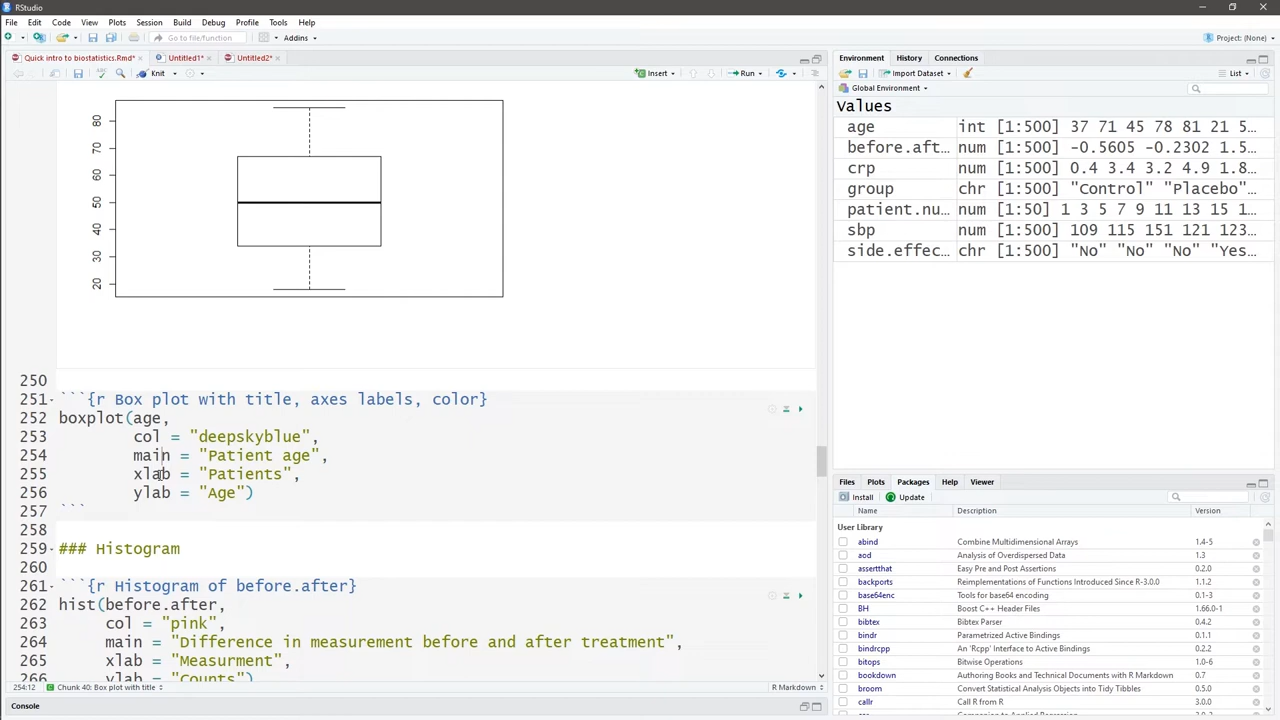 RStudio
File Edit Code View Plots Session Build Debug Profile Tools Help
Go to file/function Addins Project: (None)
Quick intro to biostatistics.Rmd* Untitled1* Untitled2*
Knit Insert Run
80
70
60
50
40
30
20
250
251 ```{r Box plot with title, axes labels, color}
252 boxplot(age,
253 col = "deepskyblue",
254 main = "Patient age",
255 xlab = "Patients",
256 ylab = "Age")
257 ```
258
259 ### Histogram
260
261 ```{r Histogram of before.after}
262 hist(before.after,
263 col = "pink",
264 main = "Difference in measurement before and after treatment",
265 xlab = "Measurment",
266 ylab = "Counts")
254:12 Chunk 40: Box plot with title R Markdown
Console
Environment History Connections
Import Dataset List
Global Environment
Values
age int [1:500] 37 71 45 78 81 21 5…
before.aft… num [1:500] -0.5605 -0.2302 1.5…
crp num [1:500] 0.4 3.4 3.2 4.9 1.8…
group chr [1:500] "Control" "Placebo"…
patient.nu… num [1:50] 1 3 5 7 9 11 13 15 1…
sbp num [1:500] 109 115 151 121 123…
side.effec… chr [1:500] "No" "No" "No" "Yes…
Files Plots Packages Help Viewer
Install Update
Name Description Version
User Library
abind Combine Multidimensional Arrays 1.4-5
aod Analysis of Overdispersed Data 1.3
assertthat Easy Pre and Post Assertions 0.2.0
backports Reimplementations of Functions Introduced Since R-3.0.0 1.1.2
base64enc Tools for base64 encoding 0.1-3
BH Boost C++ Header Files 1.66.0-1
bibtex Bibtex Parser 0.4.2
bindr Parametrized Active Bindings 0.1.1
bindrcpp An 'Rcpp' Interface to Active Bindings 0.2.2
bitops Bitwise Operations 1.0-6
bookdown Authoring Books and Technical Documents with R Markdown 0.7
broom Convert Statistical Analysis Objects into Tidy Tibbles 0.5.0
callr Call R from R 3.0.0